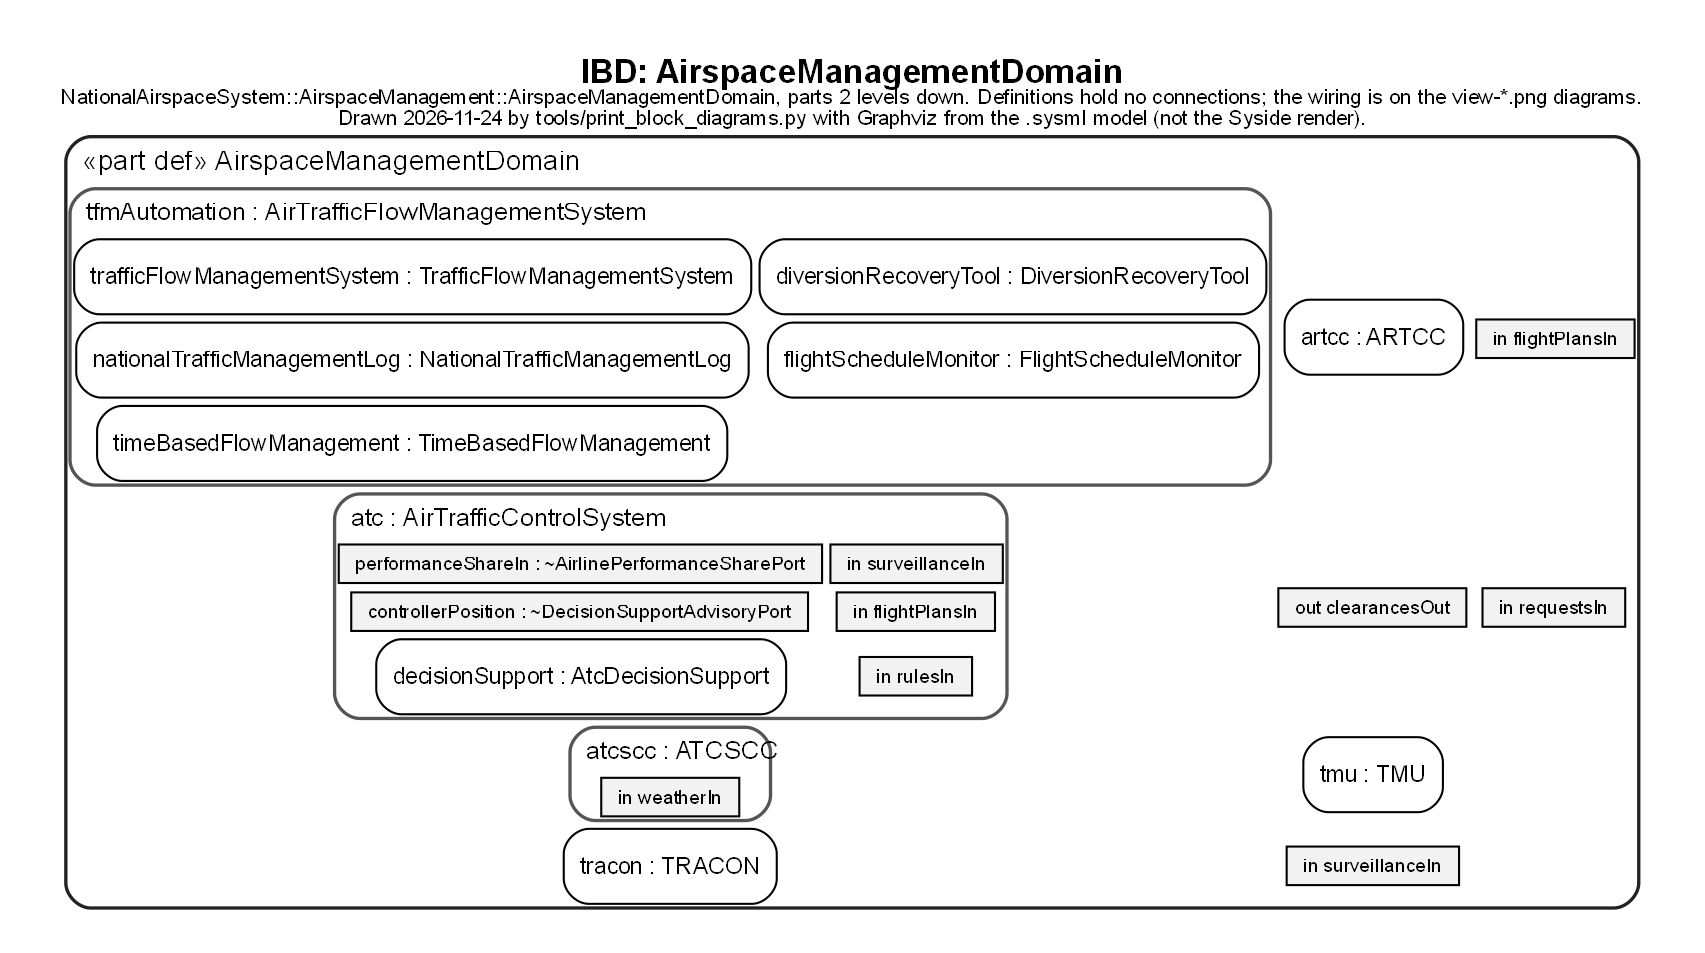 IBD: AirspaceManagementDomain
NationalAirspaceSystem::AirspaceManagement::AirspaceManagementDomain, parts 2 levels down. Definitions hold no connections; the wiring is on the view-*.png diagrams.
Drawn 2026-11-24 by tools/print_block_diagrams.py with Graphviz from the .sysml model (not the Syside render).
«part def» AirspaceManagementDomain
tfmAutomation : AirTrafficFlowManagementSystem
trafficFlowManagementSystem : TrafficFlowManagementSystem
diversionRecoveryTool : DiversionRecoveryTool
nationalTrafficManagementLog : NationalTrafficManagementLog
flightScheduleMonitor : FlightScheduleMonitor
timeBasedFlowManagement : TimeBasedFlowManagement
artcc : ARTCC
in flightPlansIn
atc : AirTrafficControlSystem
performanceShareIn : ~AirlinePerformanceSharePort
in surveillanceIn
controllerPosition : ~DecisionSupportAdvisoryPort
in flightPlansIn
decisionSupport : AtcDecisionSupport
in rulesIn
out clearancesOut
in requestsIn
atcscc : ATCSCC
in weatherIn
tmu : TMU
tracon : TRACON
in surveillanceIn